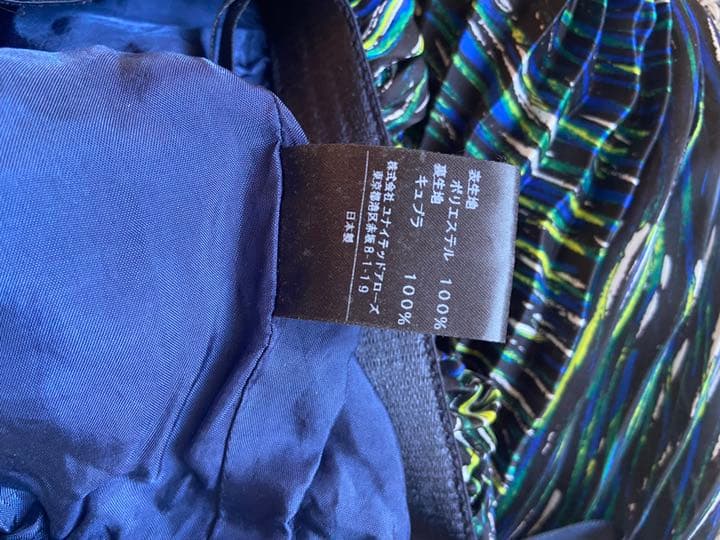 表生地
ポリエステル 100%
裏生地
キュプラ 100%
株式会社 ユナイテッドアローズ
東京都港区赤坂8-1-19
日本製